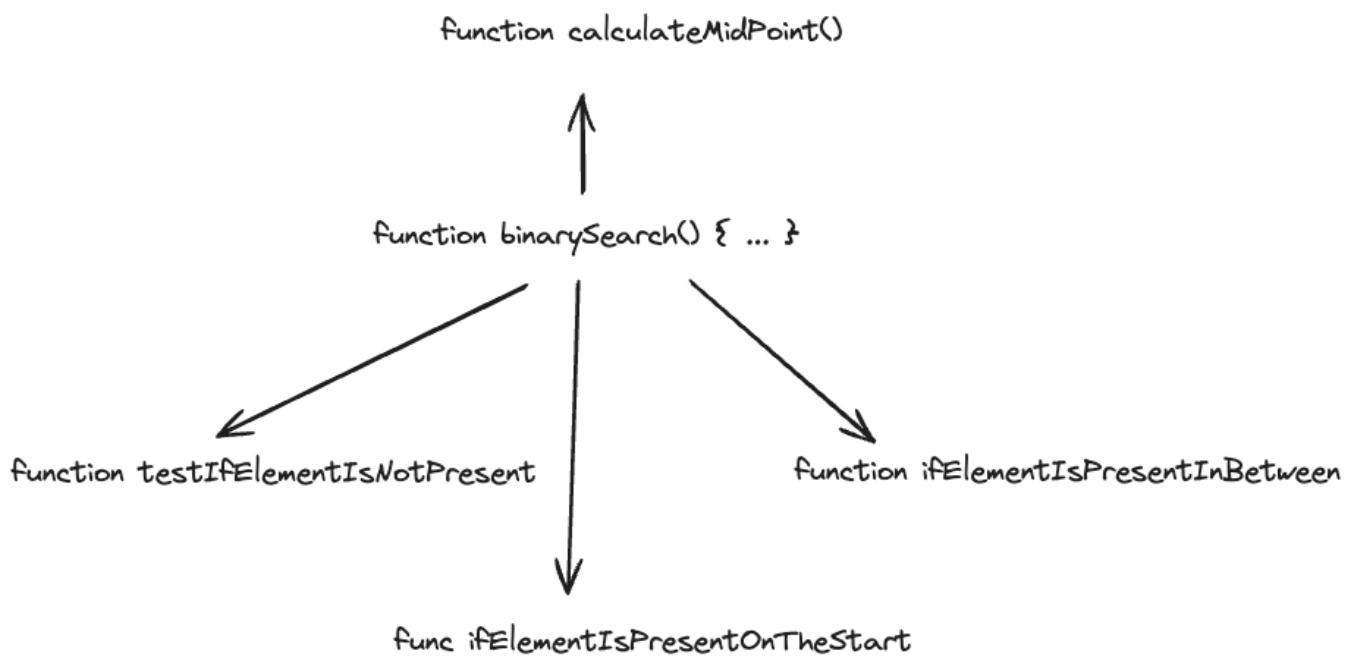 function calculateMidPoint()
function binarySearch() { ... }
function testIfElementIsNotPresent
function ifElementIsPresentInBetween
func ifElementIsPresentOnTheStart